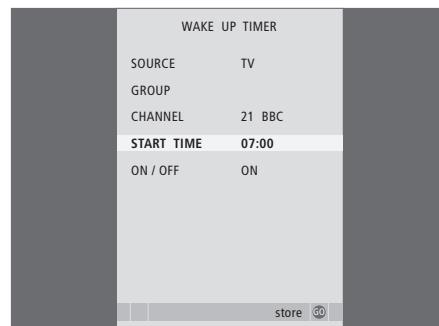 WAKE UP TIMER
SOURCE TV
GROUP
CHANNEL 21 BBC
START TIME 07:00
ON / OFF ON
store GO